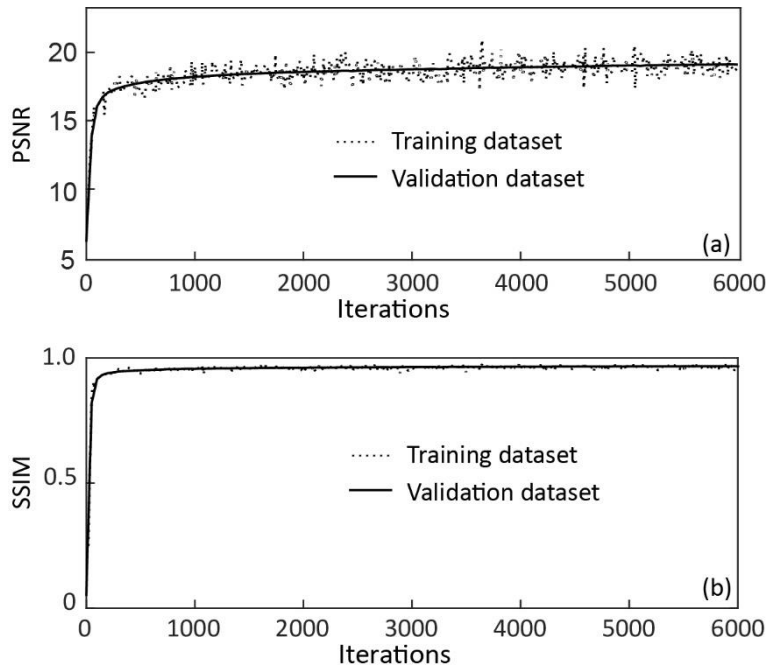 20
15
10
5
PSNR
Training dataset
Validation dataset
(a)
0 1000 2000 3000 4000 5000 6000
Iterations
1.0
0.5
0
SSIM
Training dataset
Validation dataset
(b)
0 1000 2000 3000 4000 5000 6000
Iterations